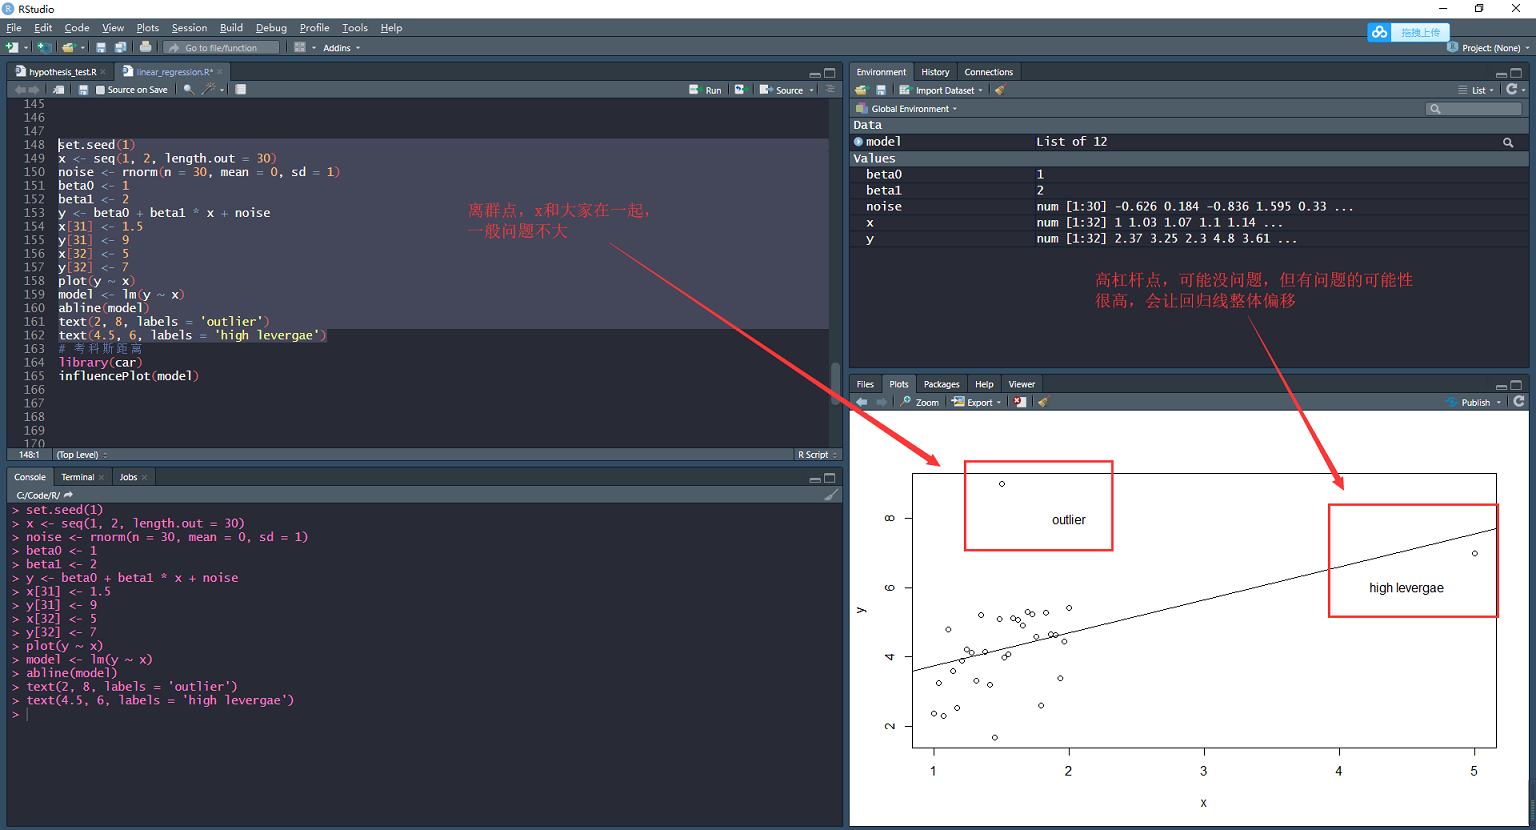 RStudio
File Edit Code View Plots Session Build Debug Profile Tools Help
拖拽上传
Go to file/function Addins
Project: (None)
hypothesis_test.R linear_regression.R*
Source on Save Run Source
145
146
147
148 set.seed(1)
149 x <- seq(1, 2, length.out = 30)
150 noise <- rnorm(n = 30, mean = 0, sd = 1)
151 beta0 <- 1
152 beta1 <- 2
153 y <- beta0 + beta1 * x + noise
154 x[31] <- 1.5
155 y[31] <- 9
156 x[32] <- 5
157 y[32] <- 7
158 plot(y ~ x)
159 model <- lm(y ~ x)
160 abline(model)
161 text(2, 8, labels = 'outlier')
162 text(4.5, 6, labels = 'high levergae')
163 # 考科斯距离
164 library(car)
165 influencePlot(model)
166
167
168
169
170
离群点，x和大家在一起，
一般问题不大
148:1 (Top Level) R Script
Console Terminal Jobs
C:/Code/R/
> set.seed(1)
> x <- seq(1, 2, length.out = 30)
> noise <- rnorm(n = 30, mean = 0, sd = 1)
> beta0 <- 1
> beta1 <- 2
> y <- beta0 + beta1 * x + noise
> x[31] <- 1.5
> y[31] <- 9
> x[32] <- 5
> y[32] <- 7
> plot(y ~ x)
> model <- lm(y ~ x)
> abline(model)
> text(2, 8, labels = 'outlier')
> text(4.5, 6, labels = 'high levergae')
>
Environment History Connections
Import Dataset List
Global Environment
Data
model List of 12
Values
beta0 1
beta1 2
noise num [1:30] -0.626 0.184 -0.836 1.595 0.33 ...
x num [1:32] 1 1.03 1.07 1.1 1.14 ...
y num [1:32] 2.37 3.25 2.3 4.8 3.61 ...
高杠杆点，可能没问题，但有问题的可能性
很高，会让回归线整体偏移
Files Plots Packages Help Viewer
Zoom Export Publish
outlier
high levergae
8
6
4
2
y
1 2 3 4 5
x